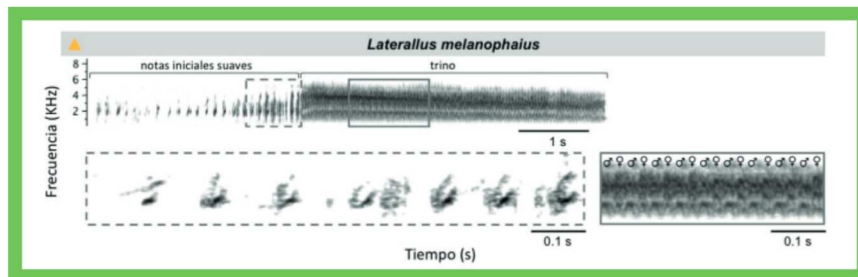 Laterallus melanophaius
notas iniciales suaves
trino
Frecuencia (KHz)
8
6
4
2
1 s
♂♀♂♀♂♀♂♀♂♀♂♀♂♀♂♀♂♀
0.1 s
0.1 s
Tiempo (s)